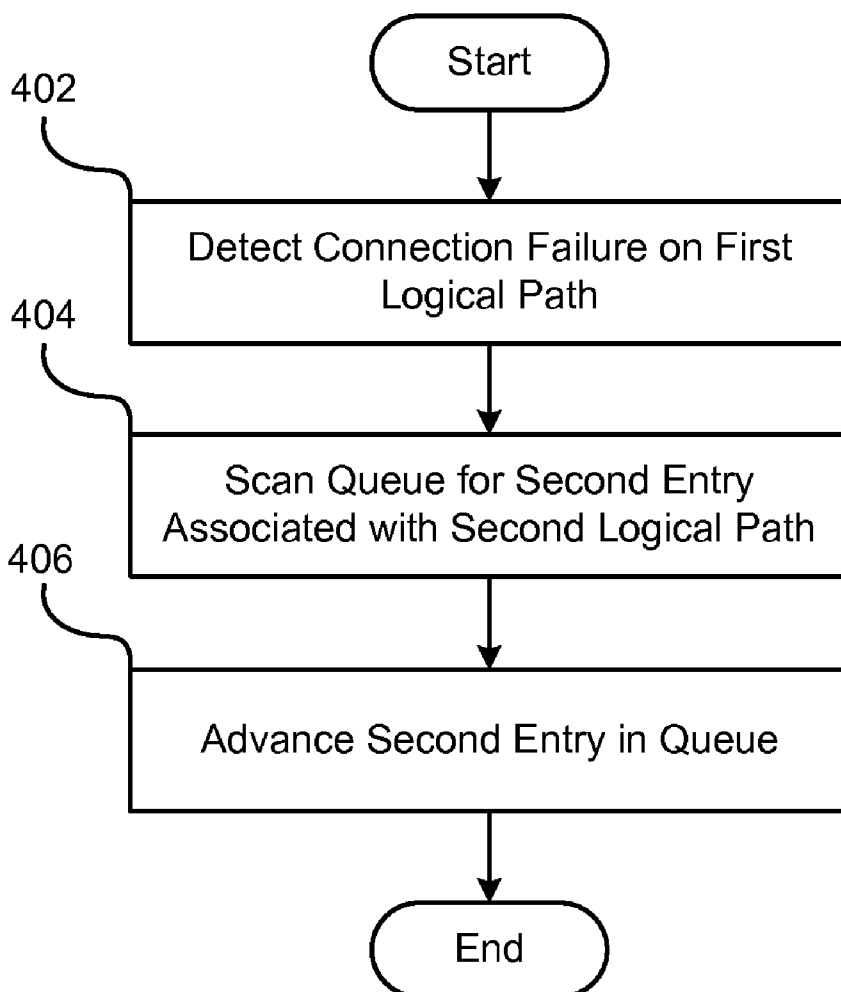 Start
402
Detect Connection Failure on First
Logical Path
404
Scan Queue for Second Entry
Associated with Second Logical Path
406
Advance Second Entry in Queue
End